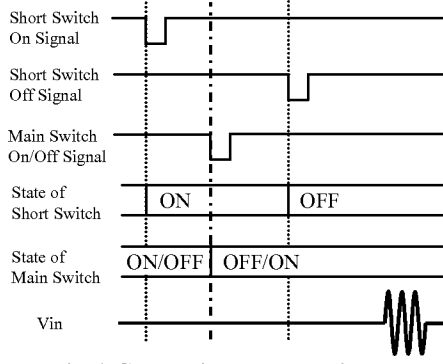 Short Switch
On Signal
Short Switch
Off Signal
Main Switch
On/Off Signal
State of
Short Switch
ON
OFF
State of
Main Switch
ON/OFF
OFF/ON
Vin